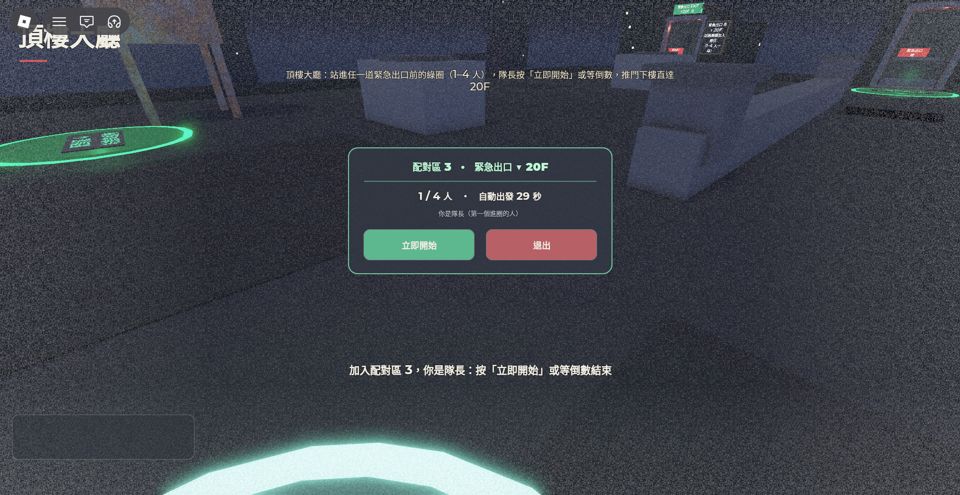 頂樓大廳
頂樓大廳：站進任一道緊急出口前的綠圈（1–4 人），隊長按「立即開始」或等倒數，推門下樓直達
20F
配對區 3 • 緊急出口 ▼ 20F
1 / 4 人 • 自動出發 29 秒
你是隊長（第一個進圈的人）
立即開始
退出
加入配對區 3，你是隊長：按「立即開始」或等倒數結束